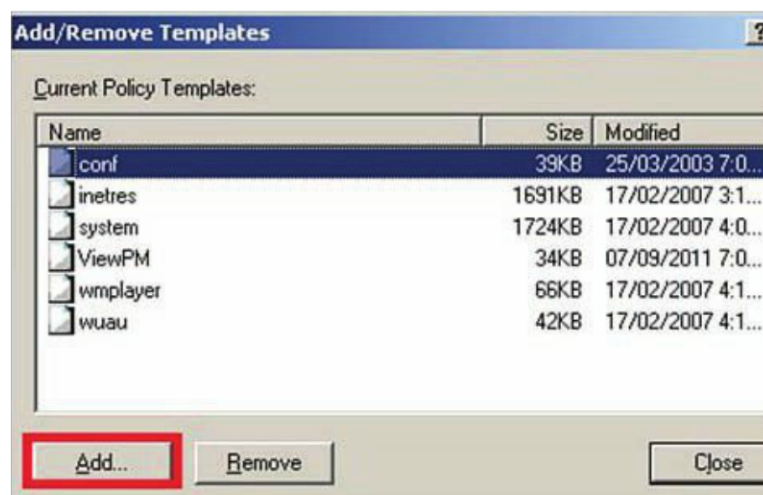 Add/Remove Templates ?
Current Policy Templates:
Name Size Modified
conf 39KB 25/03/2003 7:0...
inetres 1691KB 17/02/2007 3:1...
system 1724KB 17/02/2007 4:0...
ViewPM 34KB 07/09/2011 7:0...
wmplayer 66KB 17/02/2007 4:1...
wuau 42KB 17/02/2007 4:1...
Add... Remove Close